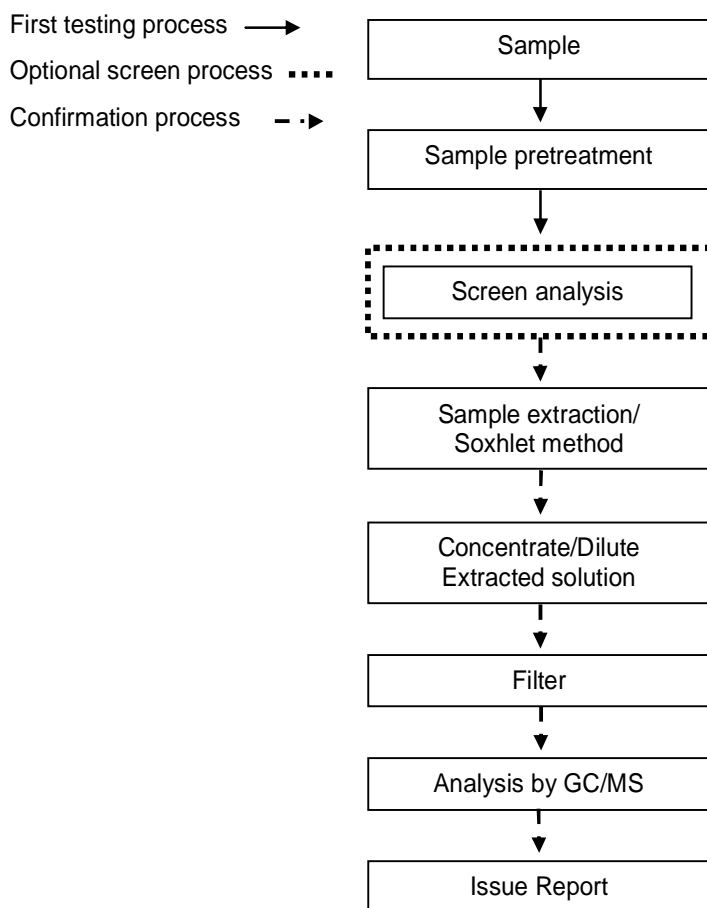 First testing process
Optional screen process
Confirmation process
Sample
Sample pretreatment
Screen analysis
Sample extraction/
Soxhlet method
Concentrate/Dilute
Extracted solution
Filter
Analysis by GC/MS
Issue Report